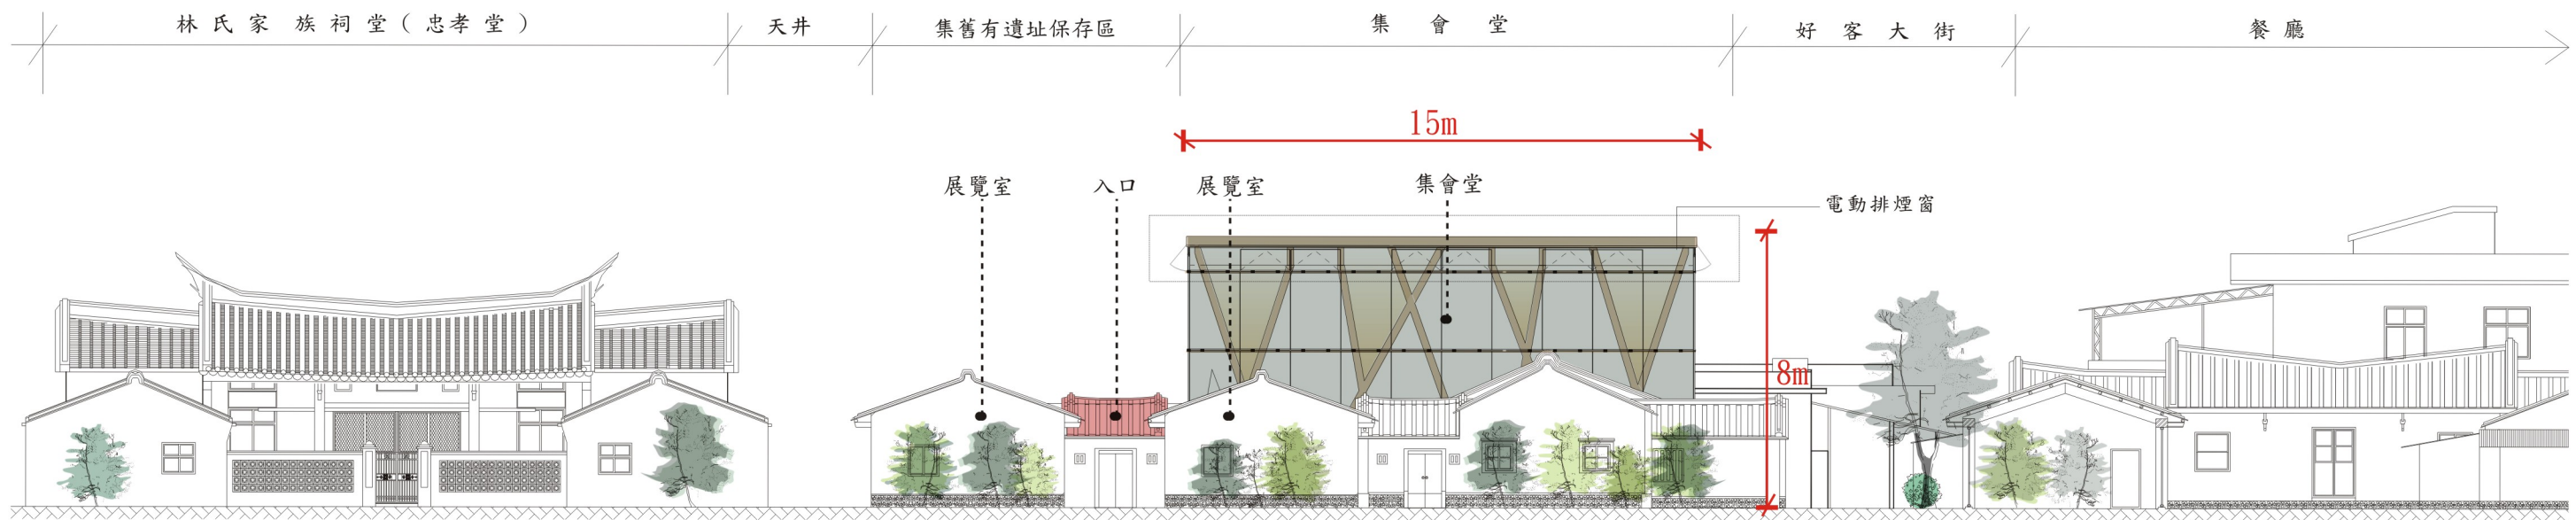 林氏家族祠堂(忠孝堂)
天井
集舊有遺址保存區
集會堂
好客大街
餐廳
15m
展覽室
入口
展覽室
集會堂
電動排煙窗
8m